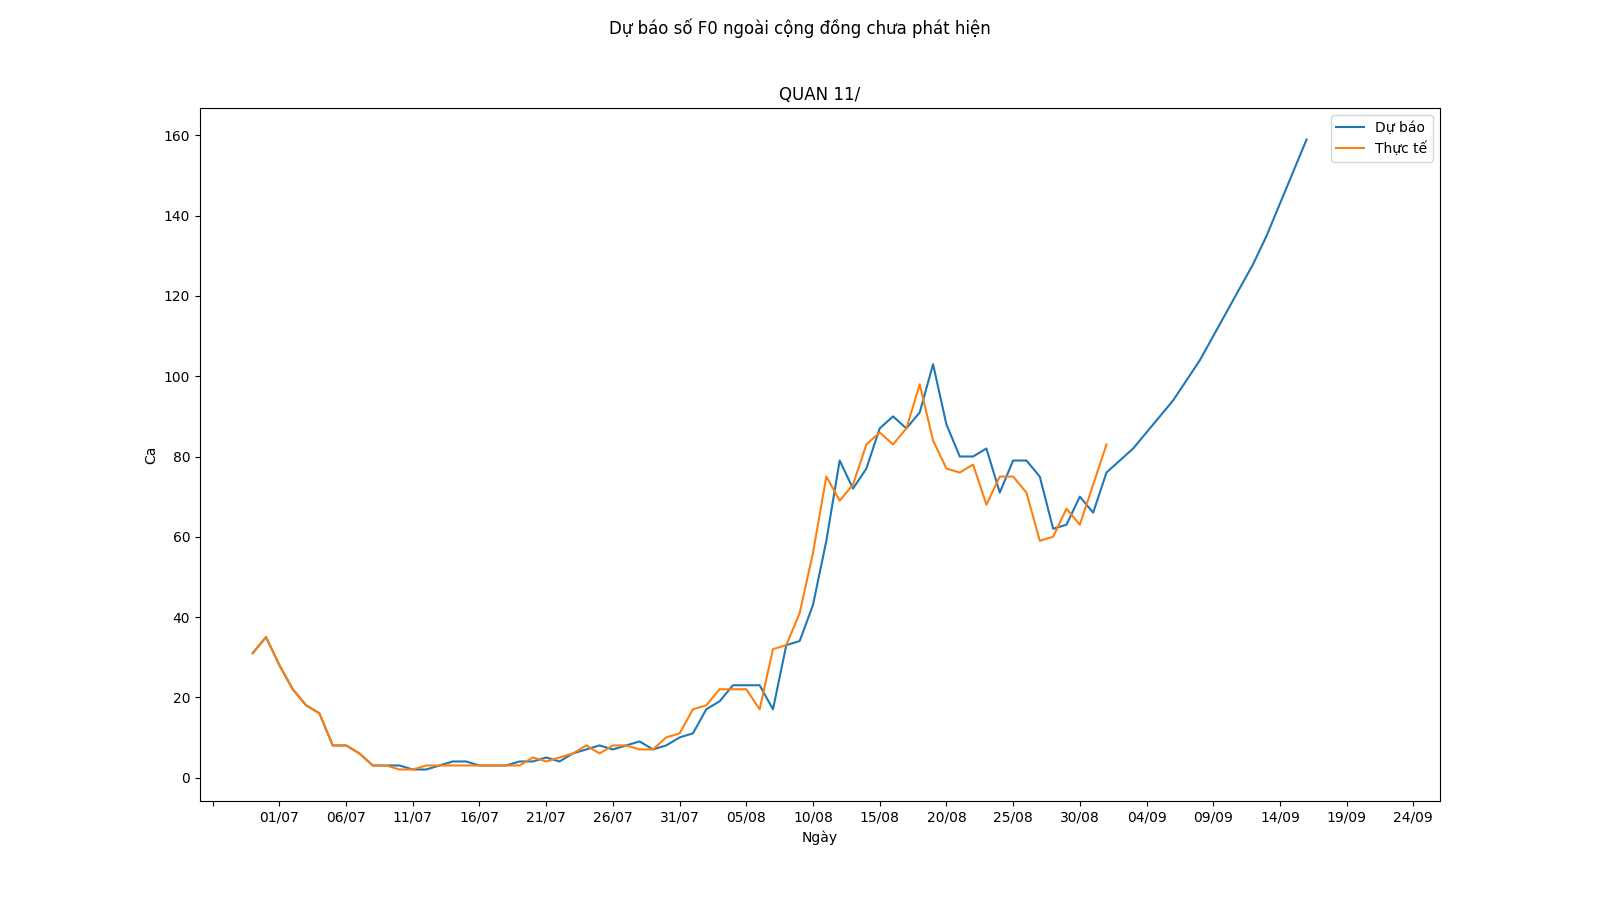 Dự báo số F0 ngoài cộng đồng chưa phát hiện
QUAN 11/
Dự báo
Thực tế
160
140
120
100
80
60
40
20
0
Ca
01/07 06/07 11/07 16/07 21/07 26/07 31/07 05/08 10/08 15/08 20/08 25/08 30/08 04/09 09/09 14/09 19/09 24/09
Ngày